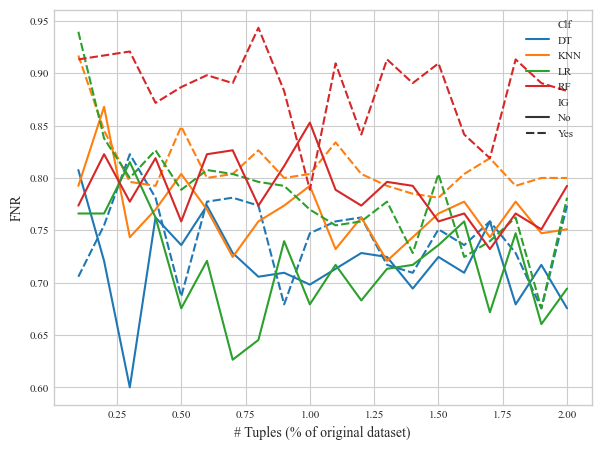 0.95
0.90
0.85
0.80
0.75
0.70
0.65
0.60
FNR
0.25
0.50
0.75
1.00
1.25
1.50
1.75
2.00
# Tuples (% of original dataset)
Clf
DT
KNN
LR
RF
IG
No
Yes